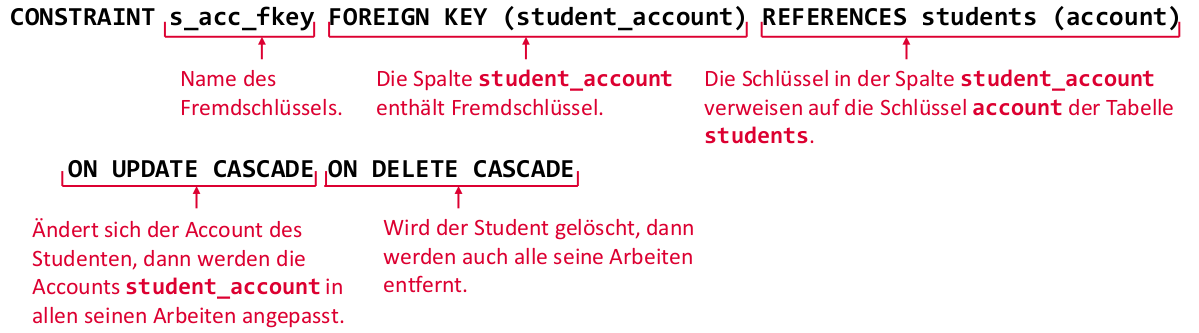 CONSTRAINT s_acc_fkey FOREIGN KEY (student_account) REFERENCES students (account)
Name des
Fremdschlüssels.
Die Spalte student_account
enthält Fremdschlüssel.
Die Schlüssel in der Spalte student_account
verweisen auf die Schlüssel account der Tabelle
students.
ON UPDATE CASCADE ON DELETE CASCADE
Ändert sich der Account des
Studenten, dann werden die
Accounts student_account in
allen seinen Arbeiten angepasst.
Wird der Student gelöscht, dann
werden auch alle seine Arbeiten
entfernt.